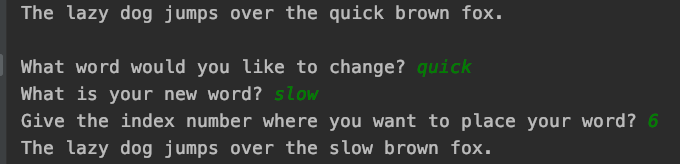 The lazy dog jumps over the quick brown fox.
What word would you like to change? quick
What is your new word? slow
Give the index number where you want to place your word? 6
The lazy dog jumps over the slow brown fox.